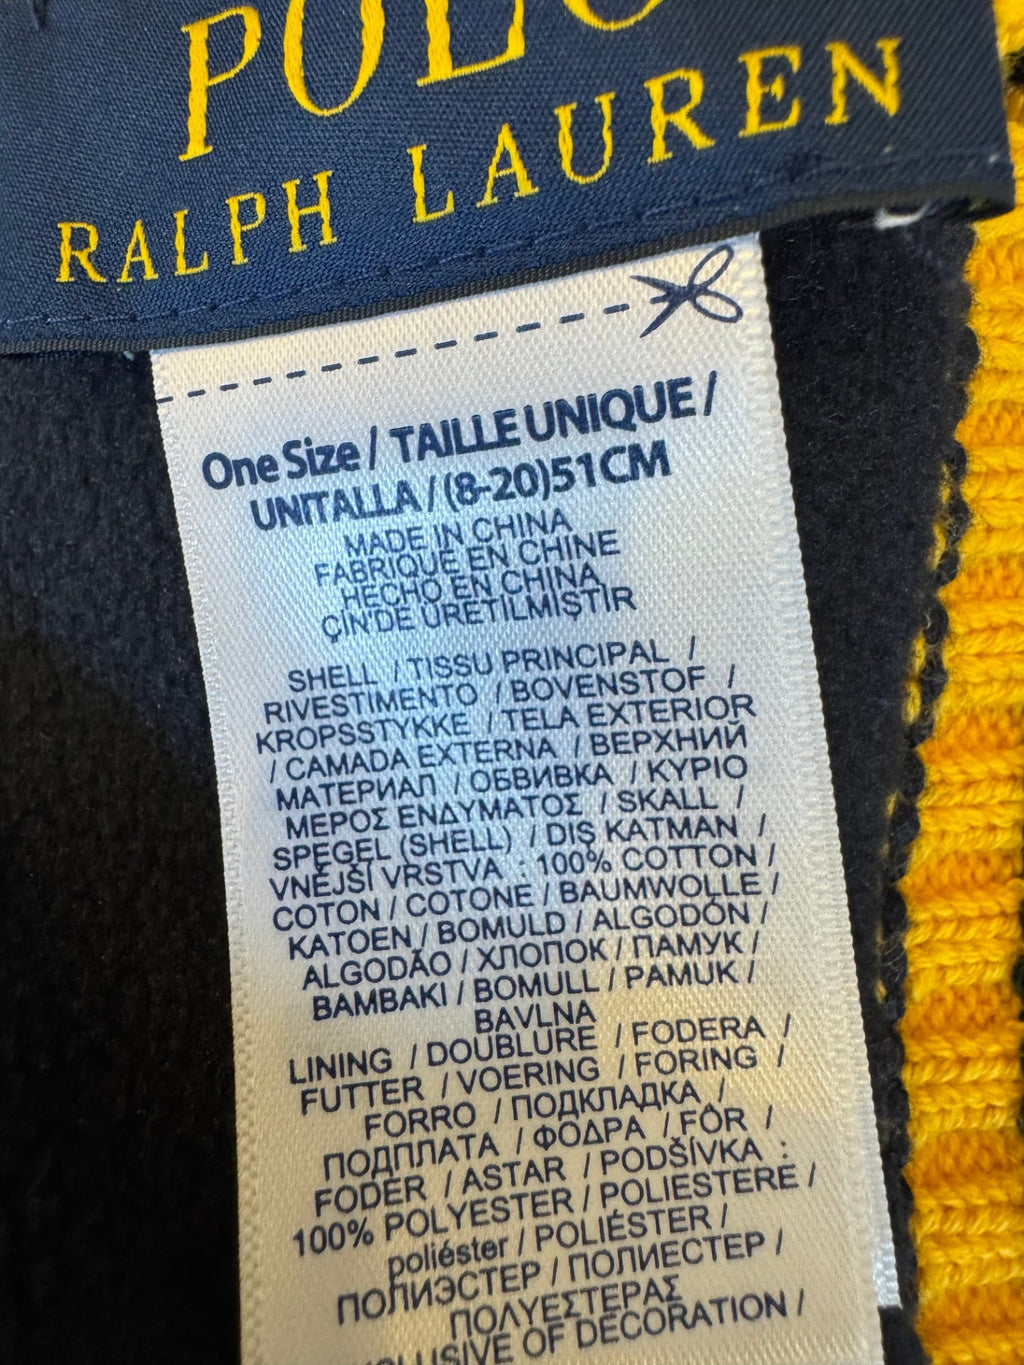 POLO
RALPH LAUREN
One Size / TAILLE UNIQUE /
UNITALLA / (8-20)51CM
MADE IN CHINA
FABRIQUÉ EN CHINE
HECHO EN CHINA
ÇİN'DE ÜRETİLMİŞTİR
SHELL / TISSU PRINCIPAL /
RIVESTIMENTO / BOVENSTOF /
KROPSSTYKKE / TELA EXTERIOR
/ CAMADA EXTERNA / ВЕРХНИЙ
МАТЕРИАЛ / ОБВИВКА / ΚΥΡΙΟ
ΜΕΡΟΣ ΕΝΔΥΜΑΤΟΣ / SKALL /
SPEGEL (SHELL) / DIŞ KATMAN /
VNĚJŠÍ VRSTVA : 100% COTTON /
COTON / COTONE / BAUMWOLLE /
KATOEN / BOMULD / ALGODÓN /
ALGODÃO / ХЛОПОК / ПАМУК /
BAMBAKI / BOMULL / PAMUK /
BAVLNA
LINING / DOUBLURE / FODERA /
FUTTER / VOERING / FORING /
FORRO / ПОДКЛАДКА /
ПОДПЛАТА / ΦΟΔΡΑ / FÔR /
FODER / ASTAR / PODŠÍVKA :
100% POLYESTER / POLIESTERE /
poliéster / POLIÉSTER /
ПОЛИЭСТЕР / ПОЛИЕСТЕР /
ΠΟΛΥΕΣΤΕΡΑΣ
OF DECORATION /